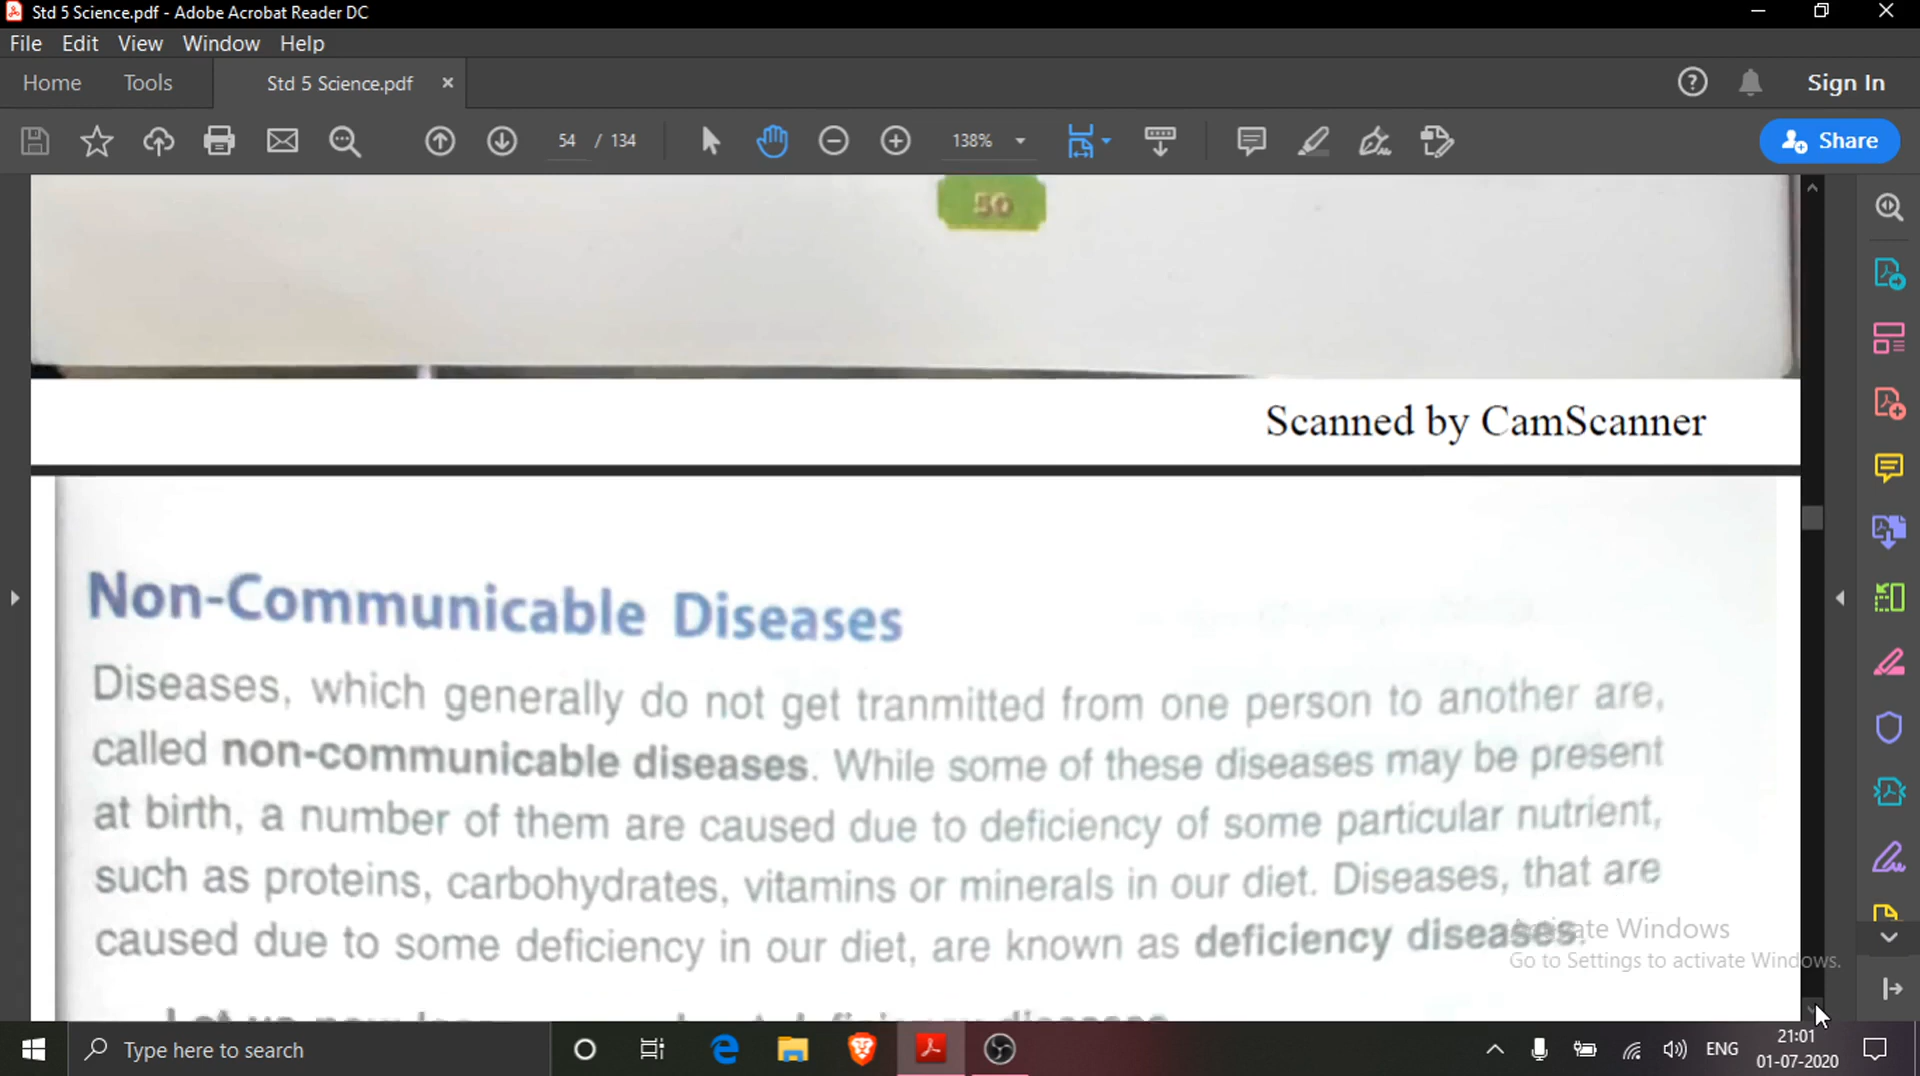 Std 5 Science.pdf - Adobe Acrobat Reader DC
File Edit View Window Help
Home Tools Std 5 Science.pdf Sign In
54 / 134 138% Share
50
Scanned by CamScanner
Non-Communicable Diseases
Diseases, which generally do not get tranmitted from one person to another are,
called non-communicable diseases. While some of these diseases may be present
at birth, a number of them are caused due to deficiency of some particular nutrient,
such as proteins, carbohydrates, vitamins or minerals in our diet. Diseases, that are
caused due to some deficiency in our diet, are known as deficiency diseases.
Activate Windows
Go to Settings to activate Windows.
Type here to search
ENG
21:01
01-07-2020